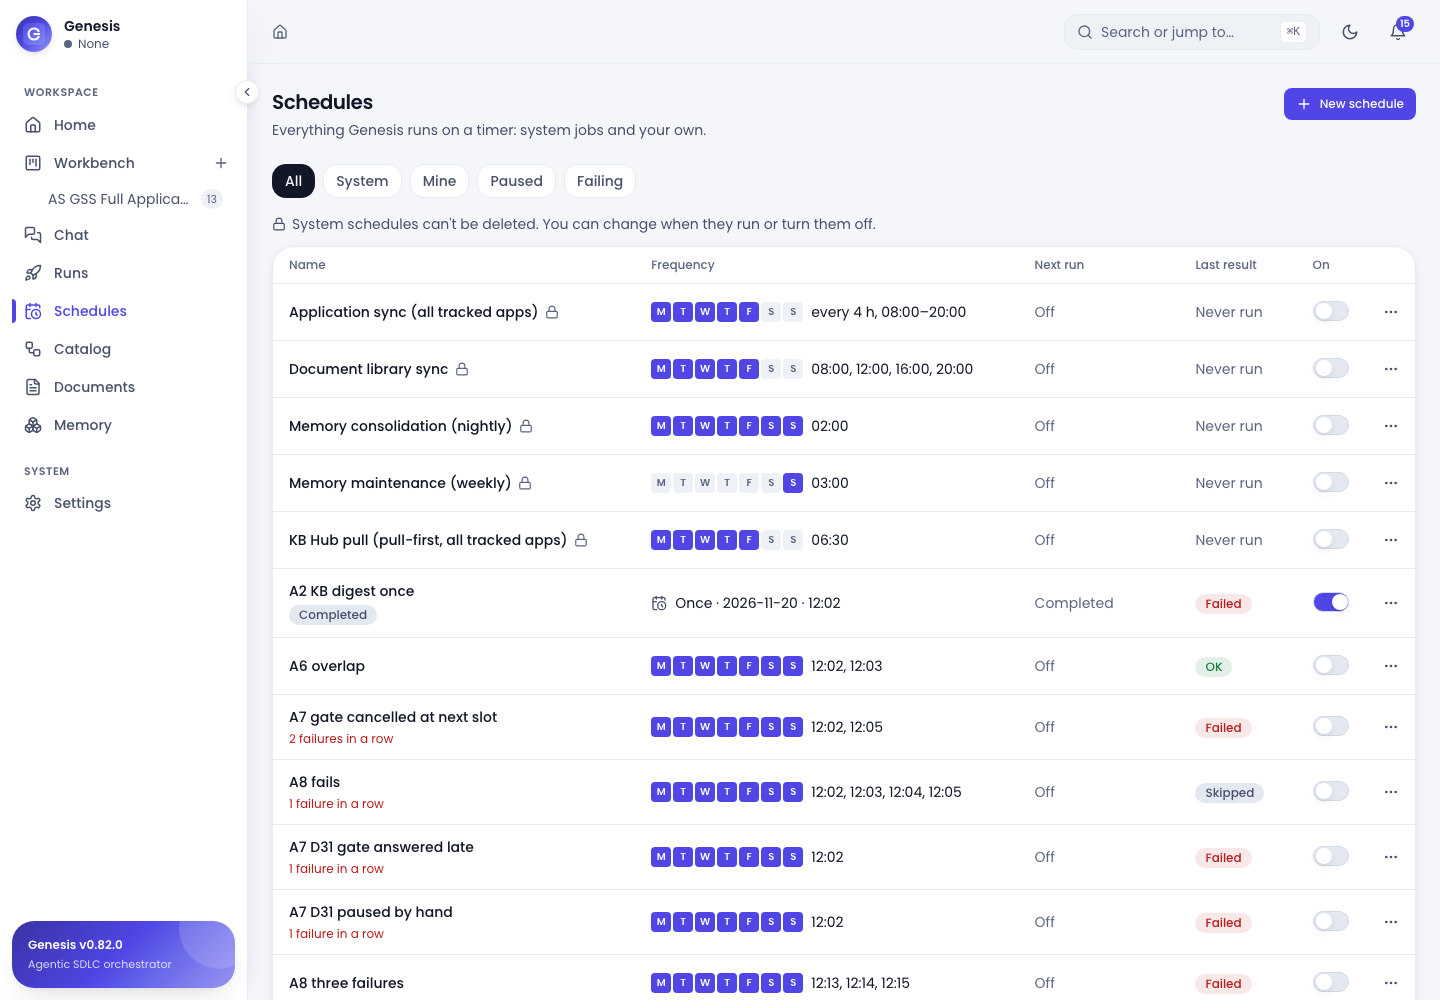 Genesis
None
WORKSPACE
Home
Workbench
AS GSS Full Applica... 13
Chat
Runs
Schedules
Catalog
Documents
Memory
SYSTEM
Settings
Genesis v0.82.0
Agentic SDLC orchestrator
Search or jump to... ⌘K
15
Schedules
New schedule
Everything Genesis runs on a timer: system jobs and your own.
All System Mine Paused Failing
System schedules can't be deleted. You can change when they run or turn them off.
Name Frequency Next run Last result On
Application sync (all tracked apps) M T W T F S S every 4 h, 08:00–20:00 Off Never run
Document library sync M T W T F S S 08:00, 12:00, 16:00, 20:00 Off Never run
Memory consolidation (nightly) M T W T F S S 02:00 Off Never run
Memory maintenance (weekly) M T W T F S S 03:00 Off Never run
KB Hub pull (pull-first, all tracked apps) M T W T F S S 06:30 Off Never run
A2 KB digest once
Completed
Once · 2026-11-20 · 12:02 Completed Failed
A6 overlap M T W T F S S 12:02, 12:03 Off OK
A7 gate cancelled at next slot
2 failures in a row
M T W T F S S 12:02, 12:05 Off Failed
A8 fails
1 failure in a row
M T W T F S S 12:02, 12:03, 12:04, 12:05 Off Skipped
A7 D31 gate answered late
1 failure in a row
M T W T F S S 12:02 Off Failed
A7 D31 paused by hand
1 failure in a row
M T W T F S S 12:02 Off Failed
A8 three failures M T W T F S S 12:13, 12:14, 12:15 Off Failed